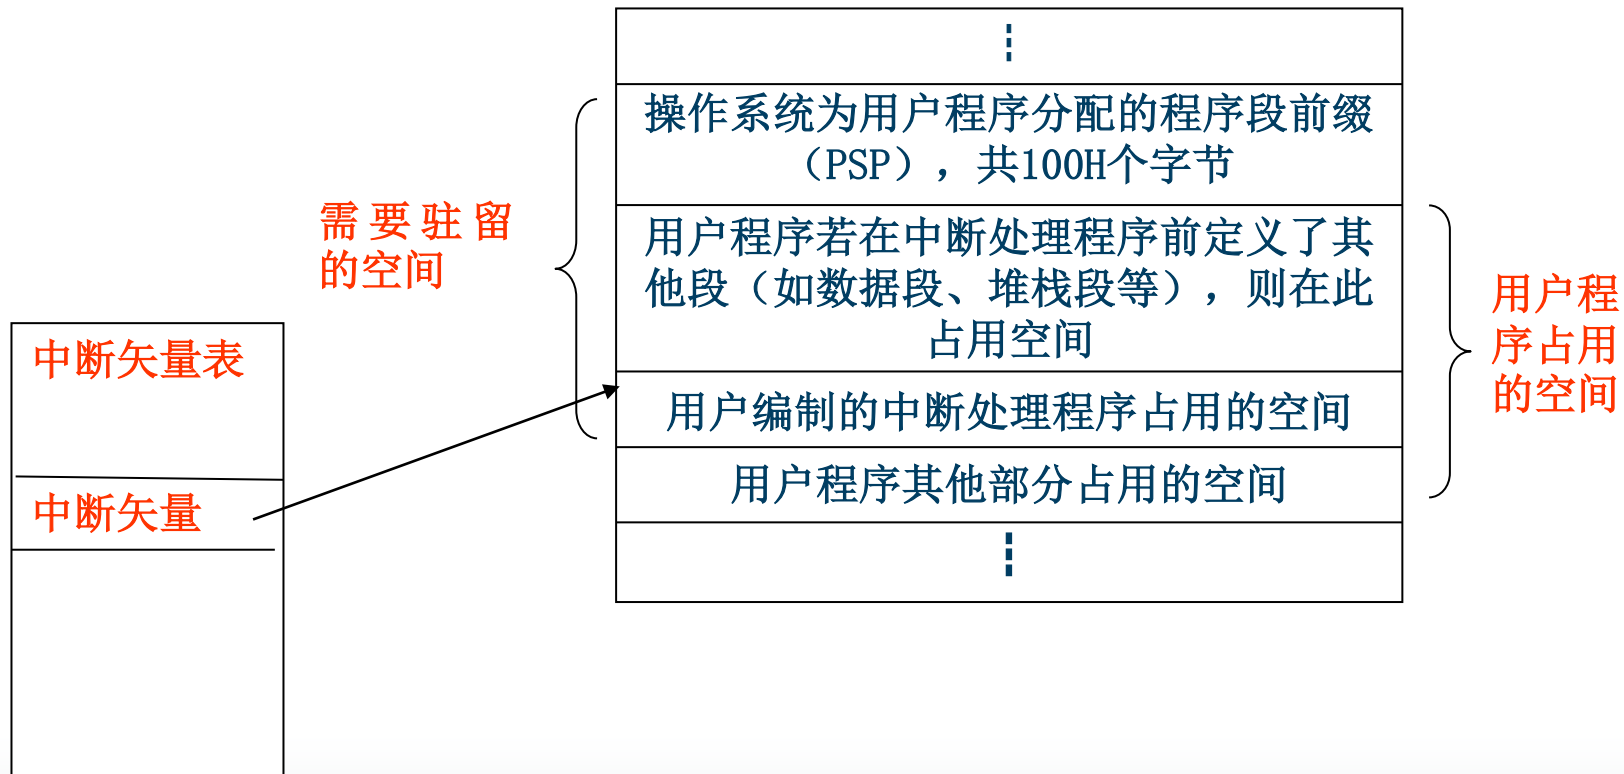 操作系统为用户程序分配的程序段前缀
（PSP），共100H个字节
需要驻留
的空间
用户程序若在中断处理程序前定义了其
他段（如数据段、堆栈段等），则在此
占用空间
用户程
序占用
的空间
中断矢量表
用户编制的中断处理程序占用的空间
用户程序其他部分占用的空间
中断矢量